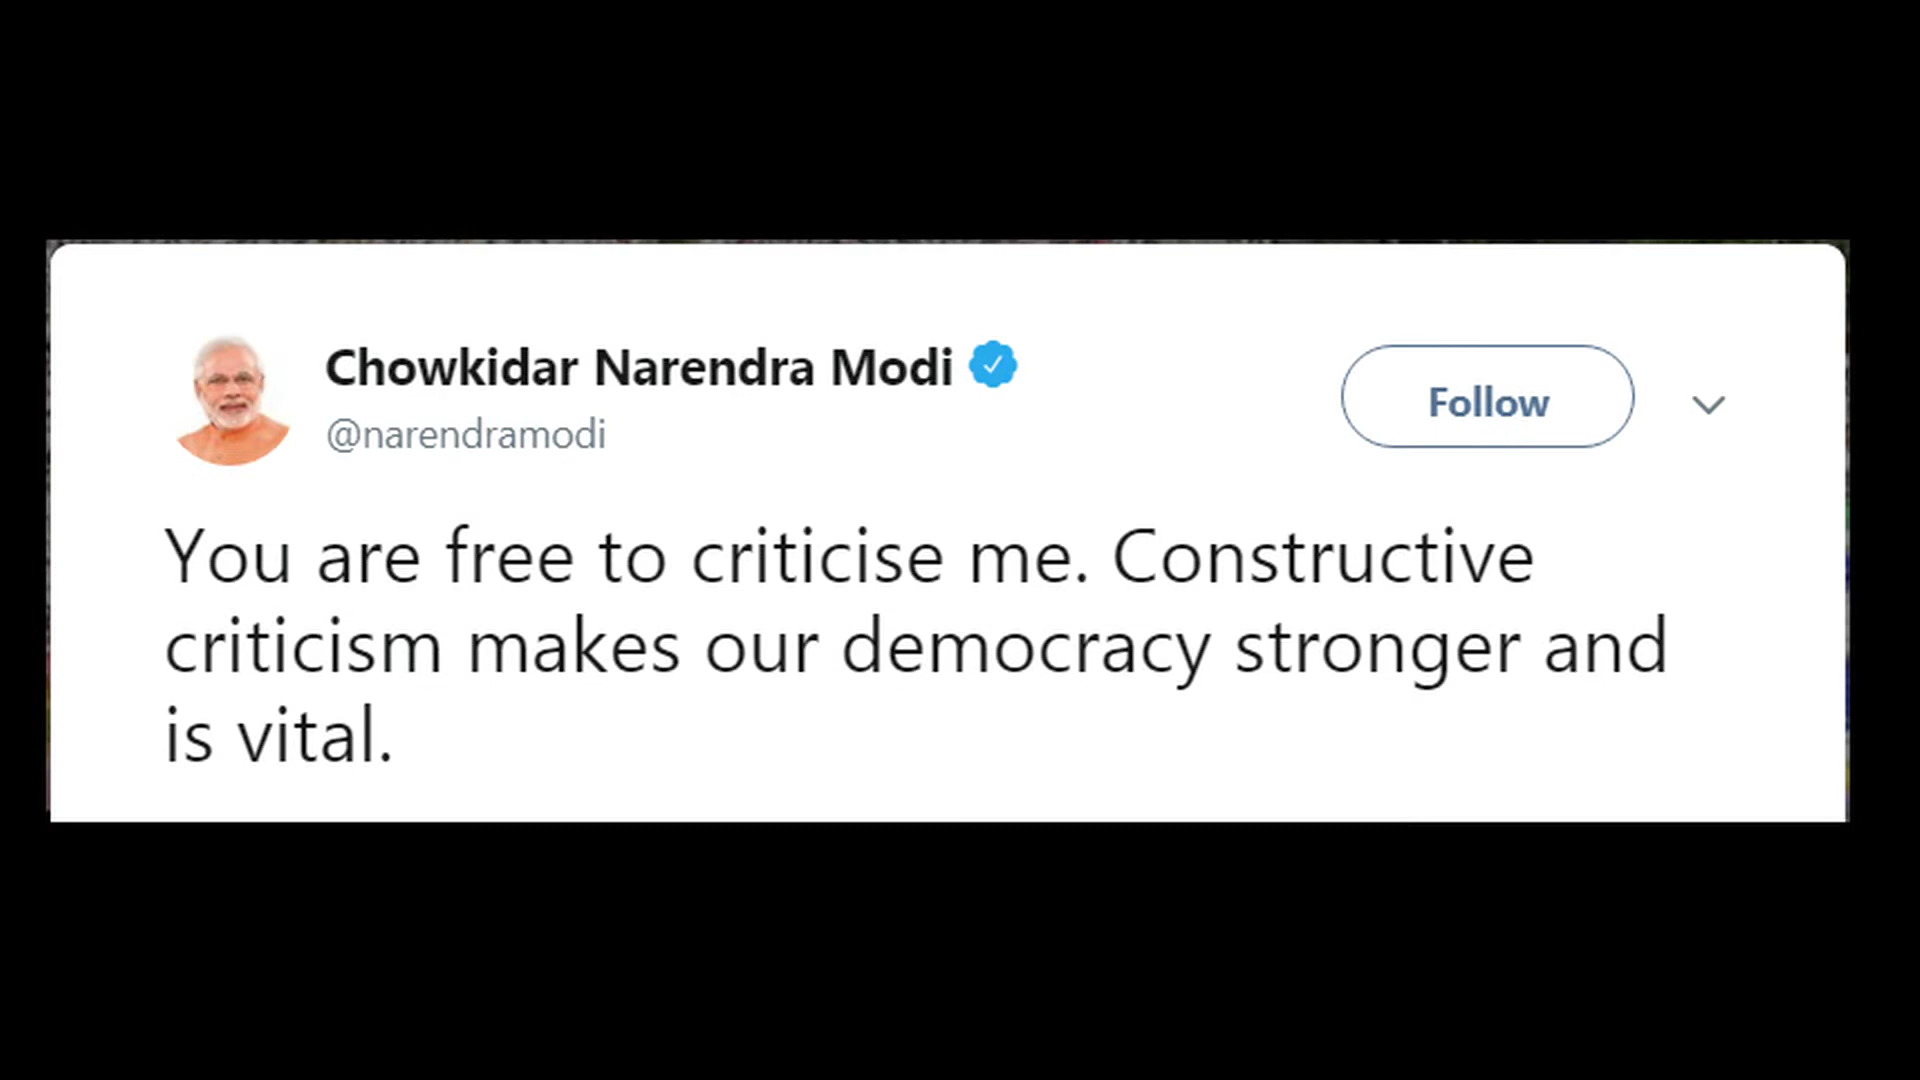 Chowkidar Narendra Modi
@narendramodi
Follow
You are free to criticise me. Constructive
criticism makes our democracy stronger and
is vital.